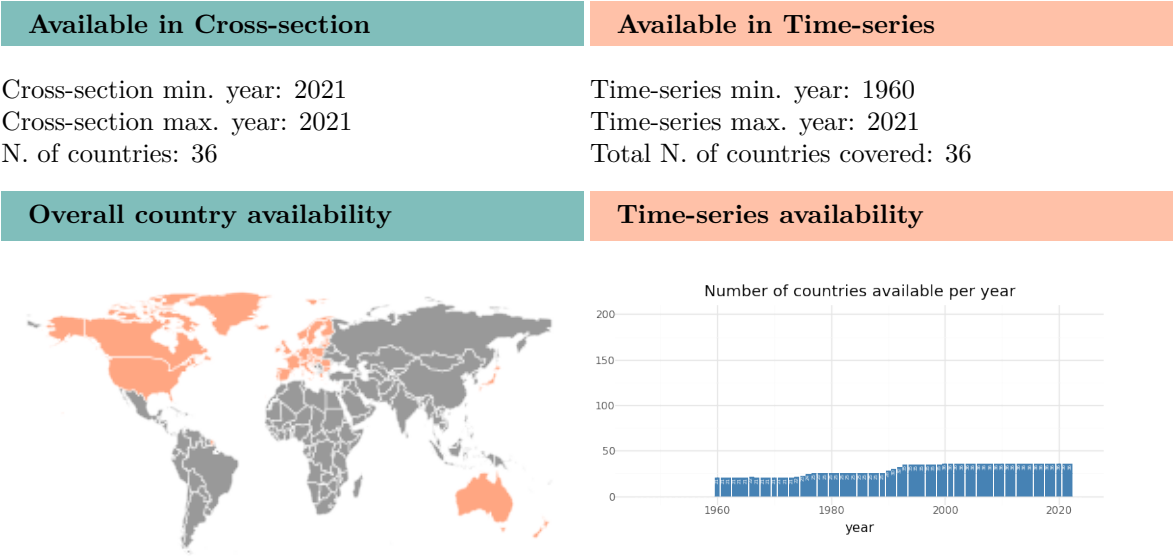 Available in Cross-section
Available in Time-series
Cross-section min. year: 2021
Cross-section max. year: 2021
N. of countries: 36
Time-series min. year: 1960
Time-series max. year: 2021
Total N. of countries covered: 36
Overall country availability
Time-series availability
Number of countries available per year
200
150
100
50
0
1960
1980
2000
2020
year